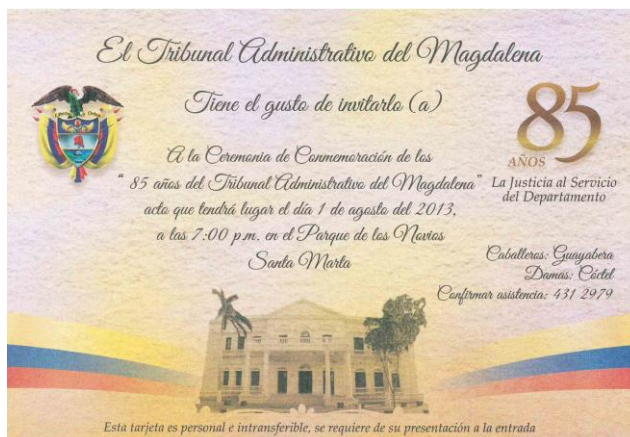 El Tribunal Administrativo del Magdalena
Tiene el gusto de invitarlo (a)
A la Ceremonia de Conmemoración de los
" 85 años del Tribunal Administrativo del Magdalena"
acto que tendrá lugar el día 1 de agosto del 2013,
a las 7:00 p.m. en el Parque de los Novios
Santa Marta
85
AÑOS
La Justicia al Servicio
del Departamento
Caballeros: Guayabera
Damas: Cóctel
Confirmar asistencia: 431 2979
Esta tarjeta es personal e intransferible, se requiere de su presentación a la entrada